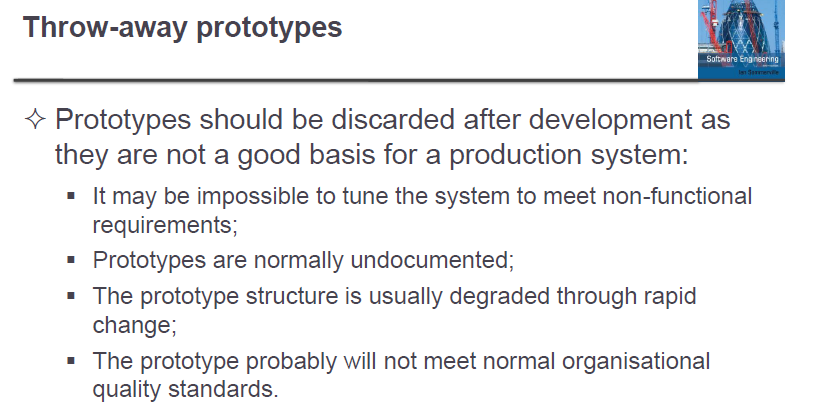 Throw-away prototypes
Software Engineering
Ian Sommerville
✧ Prototypes should be discarded after development as
they are not a good basis for a production system:
▪ It may be impossible to tune the system to meet non-functional
requirements;
▪ Prototypes are normally undocumented;
▪ The prototype structure is usually degraded through rapid
change;
▪ The prototype probably will not meet normal organisational
quality standards.